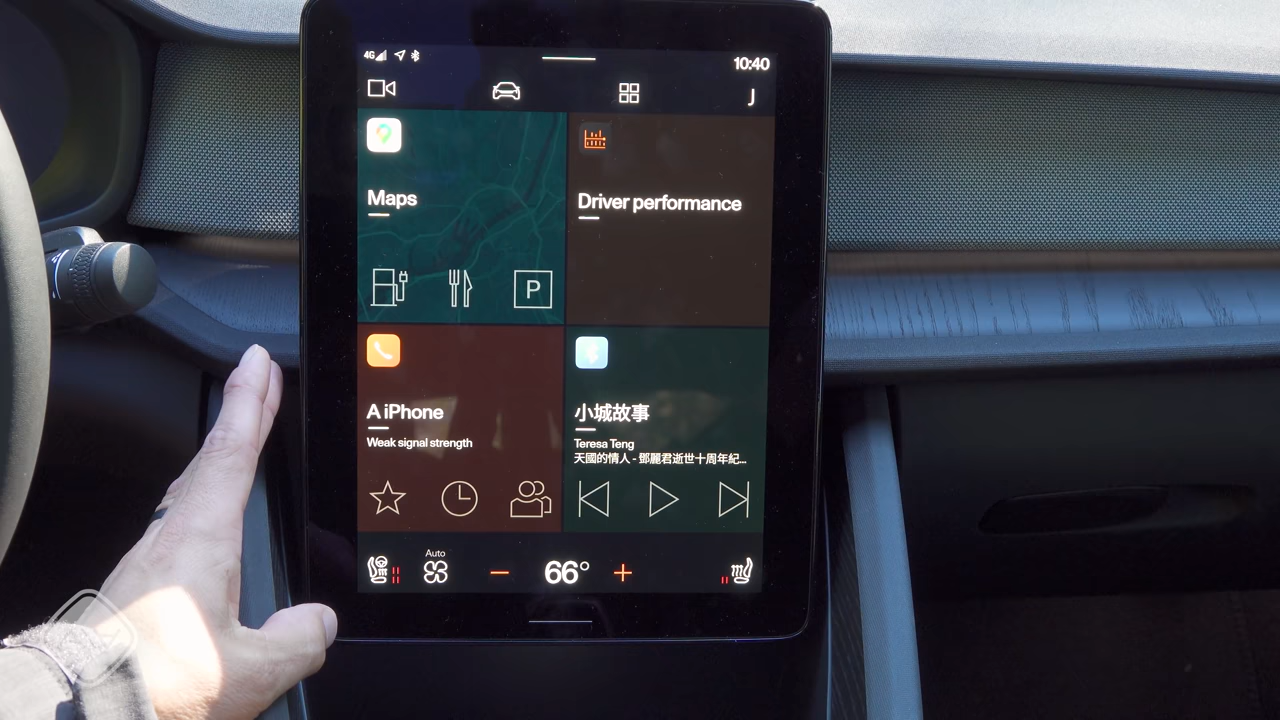 4G
10:40
J
Maps
Driver performance
P
A iPhone
Weak signal strength
小城故事
Teresa Teng
天國的情人 - 鄧麗君逝世十周年紀...
Auto
66°